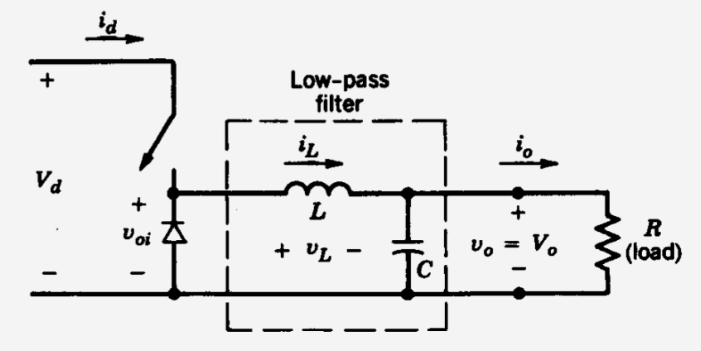 i_d
+
Low-pass
filter
i_L
i_o
V_d
+
v_oi
L
+
R
(load)
+ v_L −
C
v_o = V_o
−
−
−